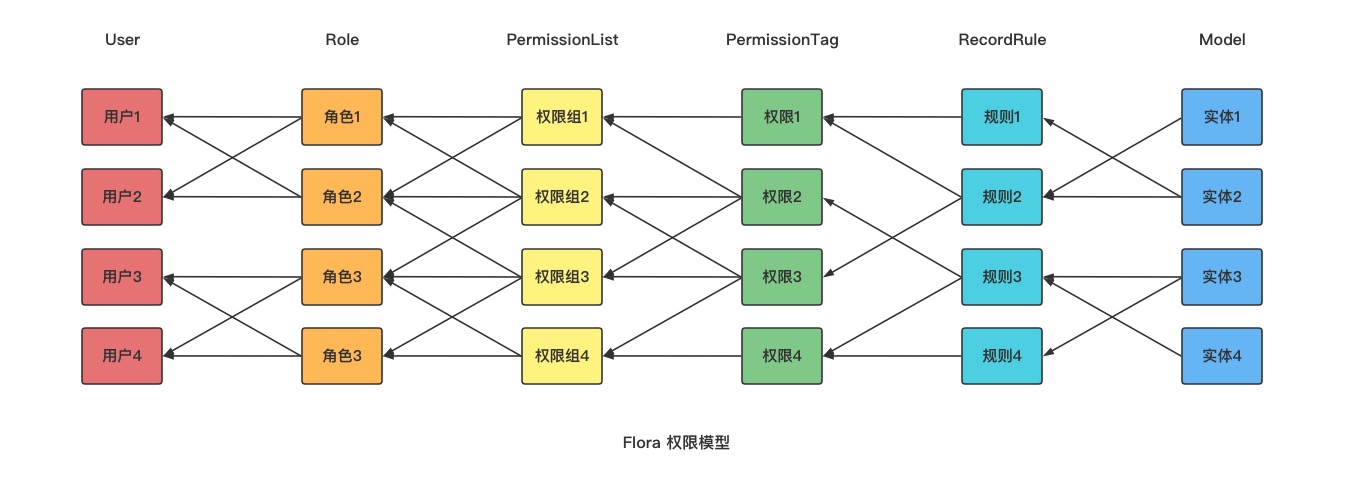 User Role PermissionList PermissionTag RecordRule Model
用户1 角色1 权限组1 权限1 规则1 实体1
用户2 角色2 权限组2 权限2 规则2 实体2
用户3 角色3 权限组3 权限3 规则3 实体3
用户4 角色3 权限组4 权限4 规则4 实体4
Flora 权限模型